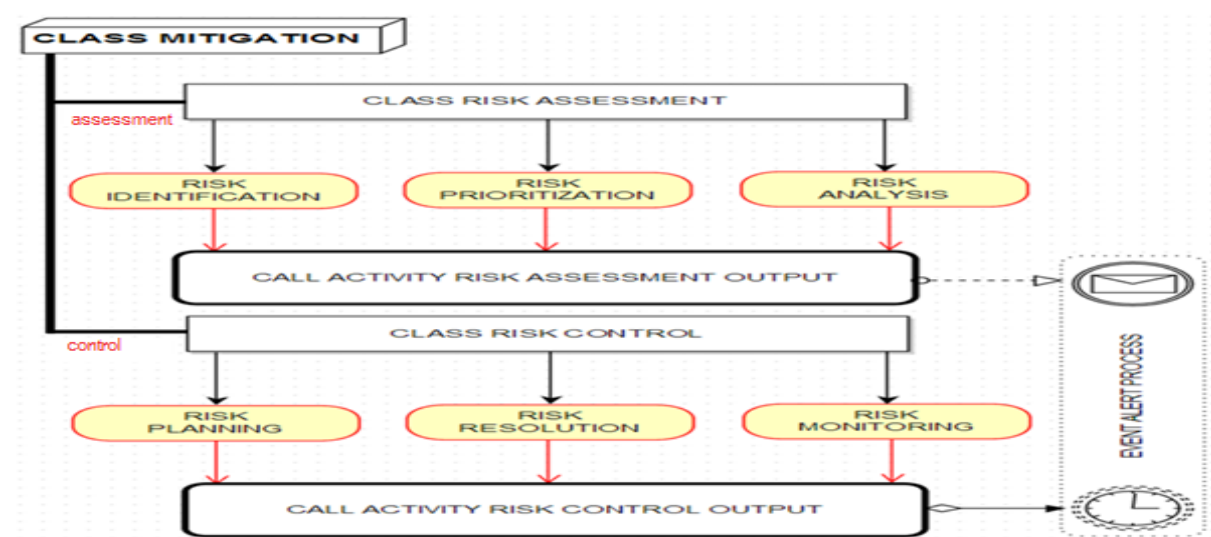 CLASS MITIGATION
CLASS RISK ASSESSMENT
assessment
RISK
IDENTIFICATION
RISK
PRIORITIZATION
RISK
ANALYSIS
CALL ACTIVITY RISK ASSESSMENT OUTPUT
CLASS RISK CONTROL
control
RISK
PLANNING
RISK
RESOLUTION
RISK
MONITORING
CALL ACTIVITY RISK CONTROL OUTPUT
EVENT ALERT PROCESS